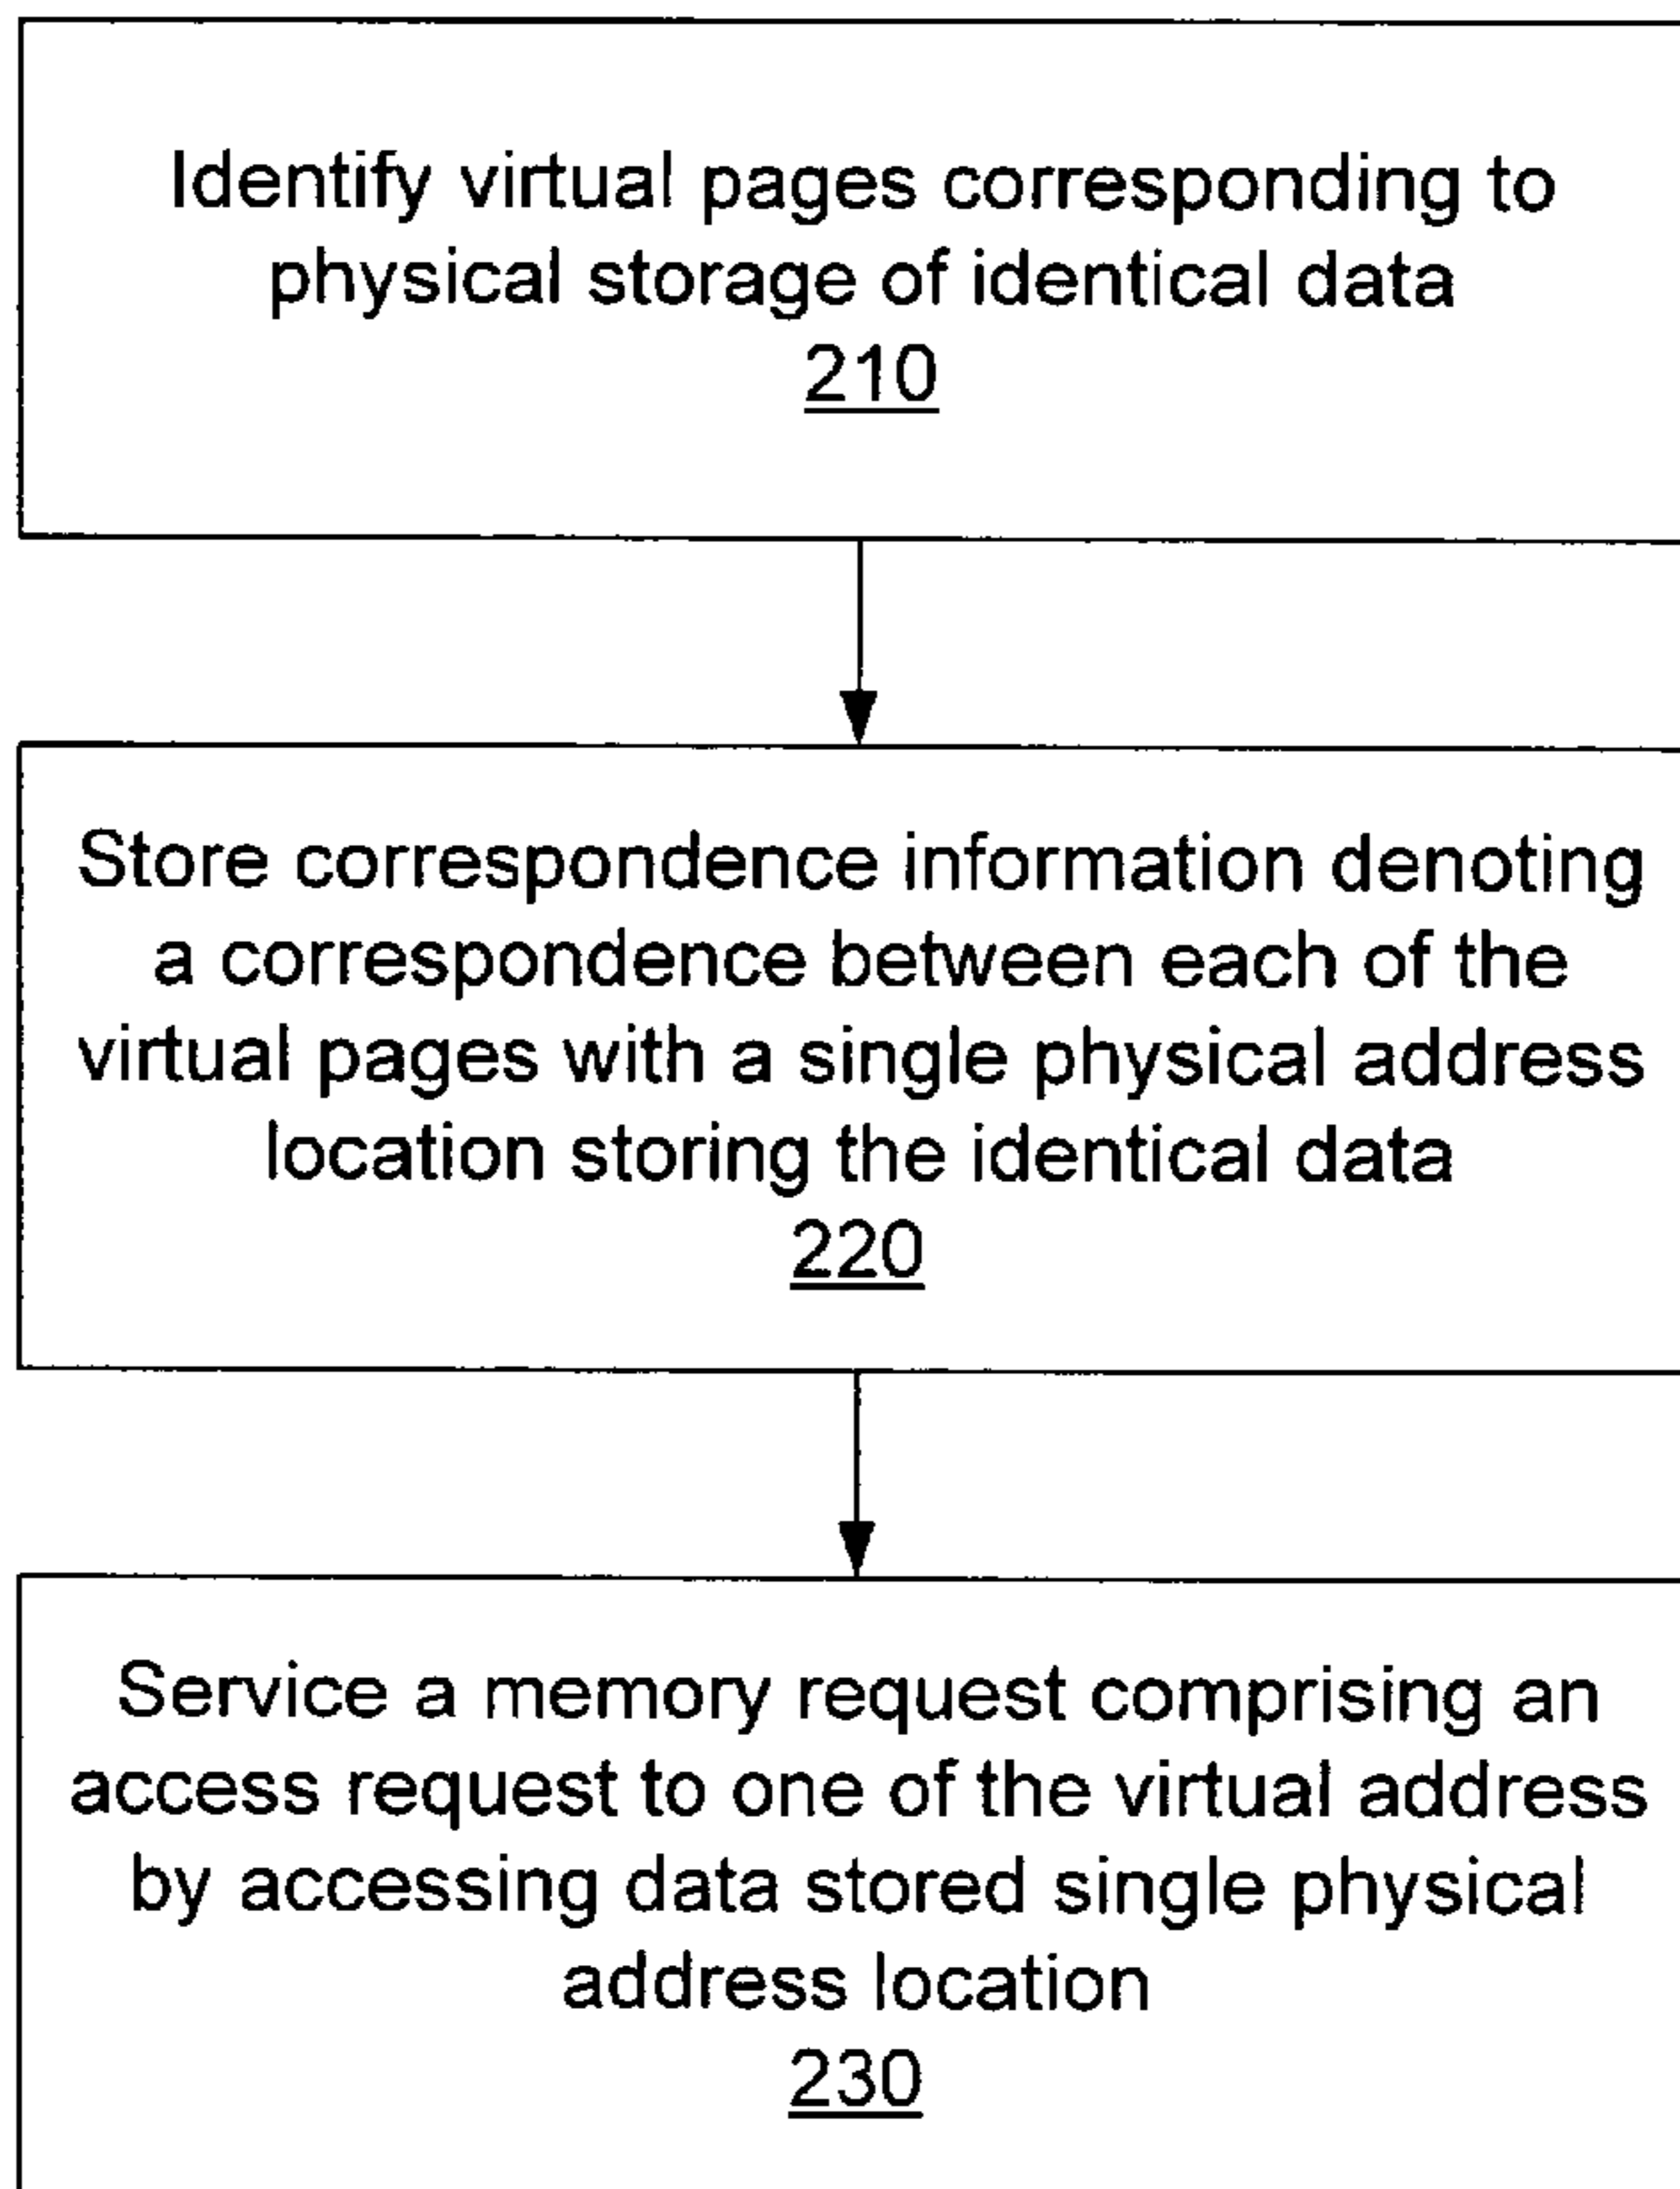 Identify virtual pages corresponding to
physical storage of identical data
210
Store correspondence information denoting
a correspondence between each of the
virtual pages with a single physical address
location storing the identical data
220
Service a memory request comprising an
access request to one of the virtual address
by accessing data stored single physical
address location
230